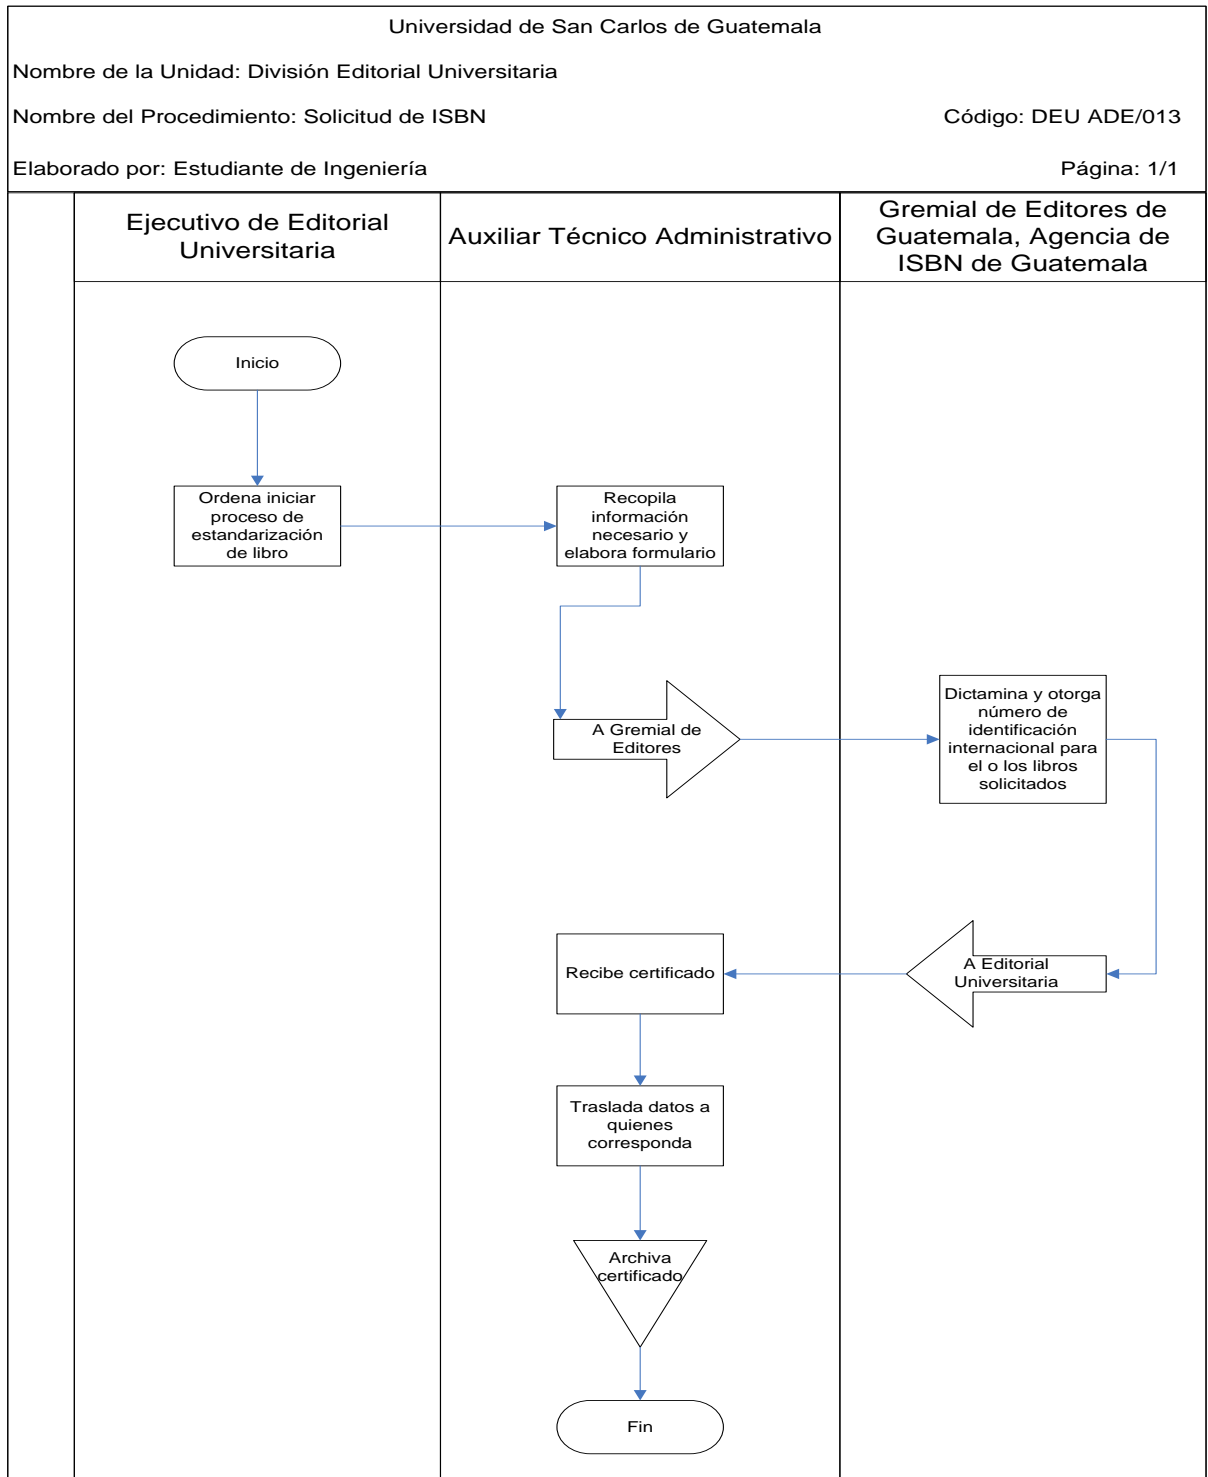 Universidad de San Carlos de Guatemala
Nombre de la Unidad: División Editorial Universitaria
Nombre del Procedimiento: Solicitud de ISBN
Código: DEU ADE/013
Elaborado por: Estudiante de Ingeniería
Página: 1/1
Ejecutivo de Editorial
Universitaria
Auxiliar Técnico Administrativo
Gremial de Editores de
Guatemala, Agencia de
ISBN de Guatemala
Inicio
Ordena iniciar
proceso de
estandarización
de libro
Recopila
información
necesario y
elabora formulario
A Gremial de
Editores
Dictamina y otorga
número de
identificación
internacional para
el o los libros
solicitados
A Editorial
Universitaria
Recibe certificado
Traslada datos a
quienes
corresponda
Archiva
certificado
Fin